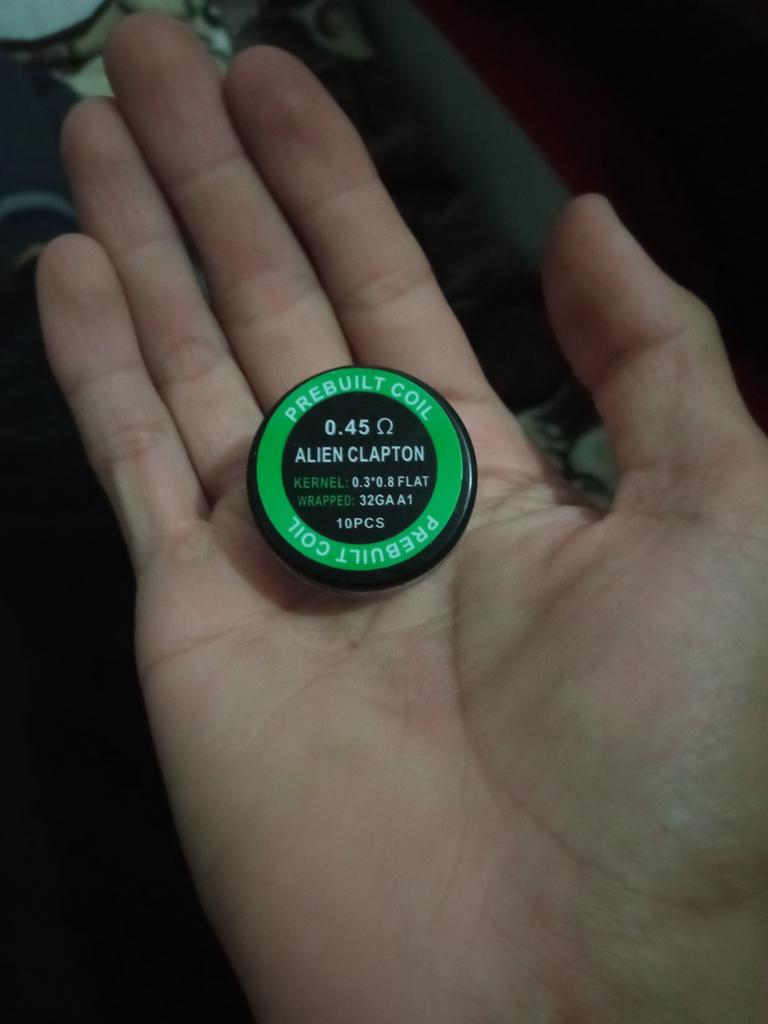 PREBUILT COIL
0.45 Ω
ALIEN CLAPTON
KERNEL: 0.3*0.8 FLAT
WRAPPED: 32GA A1
10PCS
PREBUILT COIL